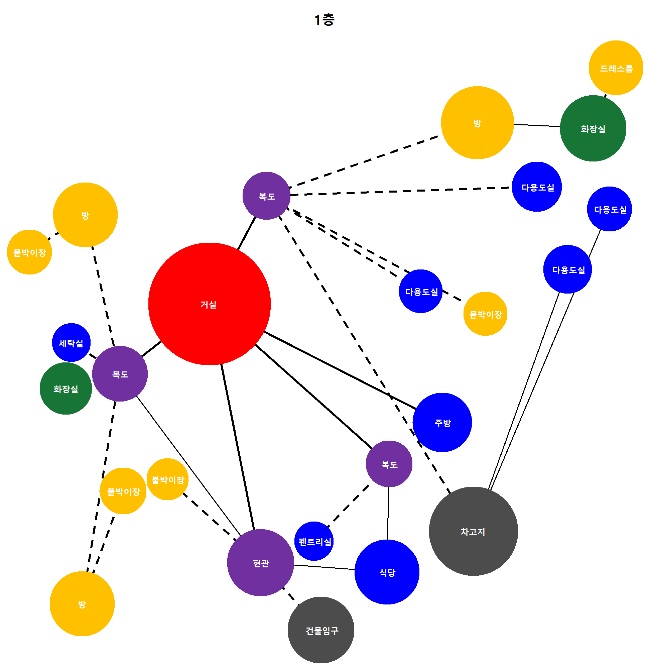 1층
드레스룸
방
화장실
다용도실
복도
다용도실
방
붙박이장
다용도실
다용도실
거실
붙박이장
세탁실
복도
화장실
주방
복도
붙박이장
붙박이장
차고지
팬트리실
현관
식당
방
건물입구